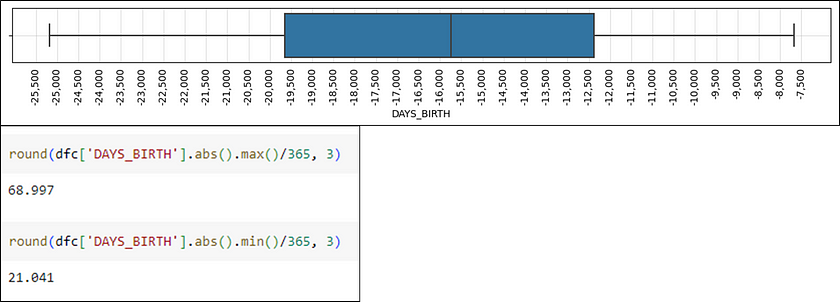 -25,500 -25,000 -24,500 -24,000 -23,500 -23,000 -22,500 -22,000 -21,500 -21,000 -20,500 -20,000 -19,500 -19,000 -18,500 -18,000 -17,500 -17,000 -16,500 -16,000 -15,500 -15,000 -14,500 -14,000 -13,500 -13,000 -12,500 -12,000 -11,500 -11,000 -10,500 -10,000 -9,500 -9,000 -8,500 -8,000 -7,500
DAYS_BIRTH
round(dfc['DAYS_BIRTH'].abs().max()/365, 3)
68.997
round(dfc['DAYS_BIRTH'].abs().min()/365, 3)
21.041